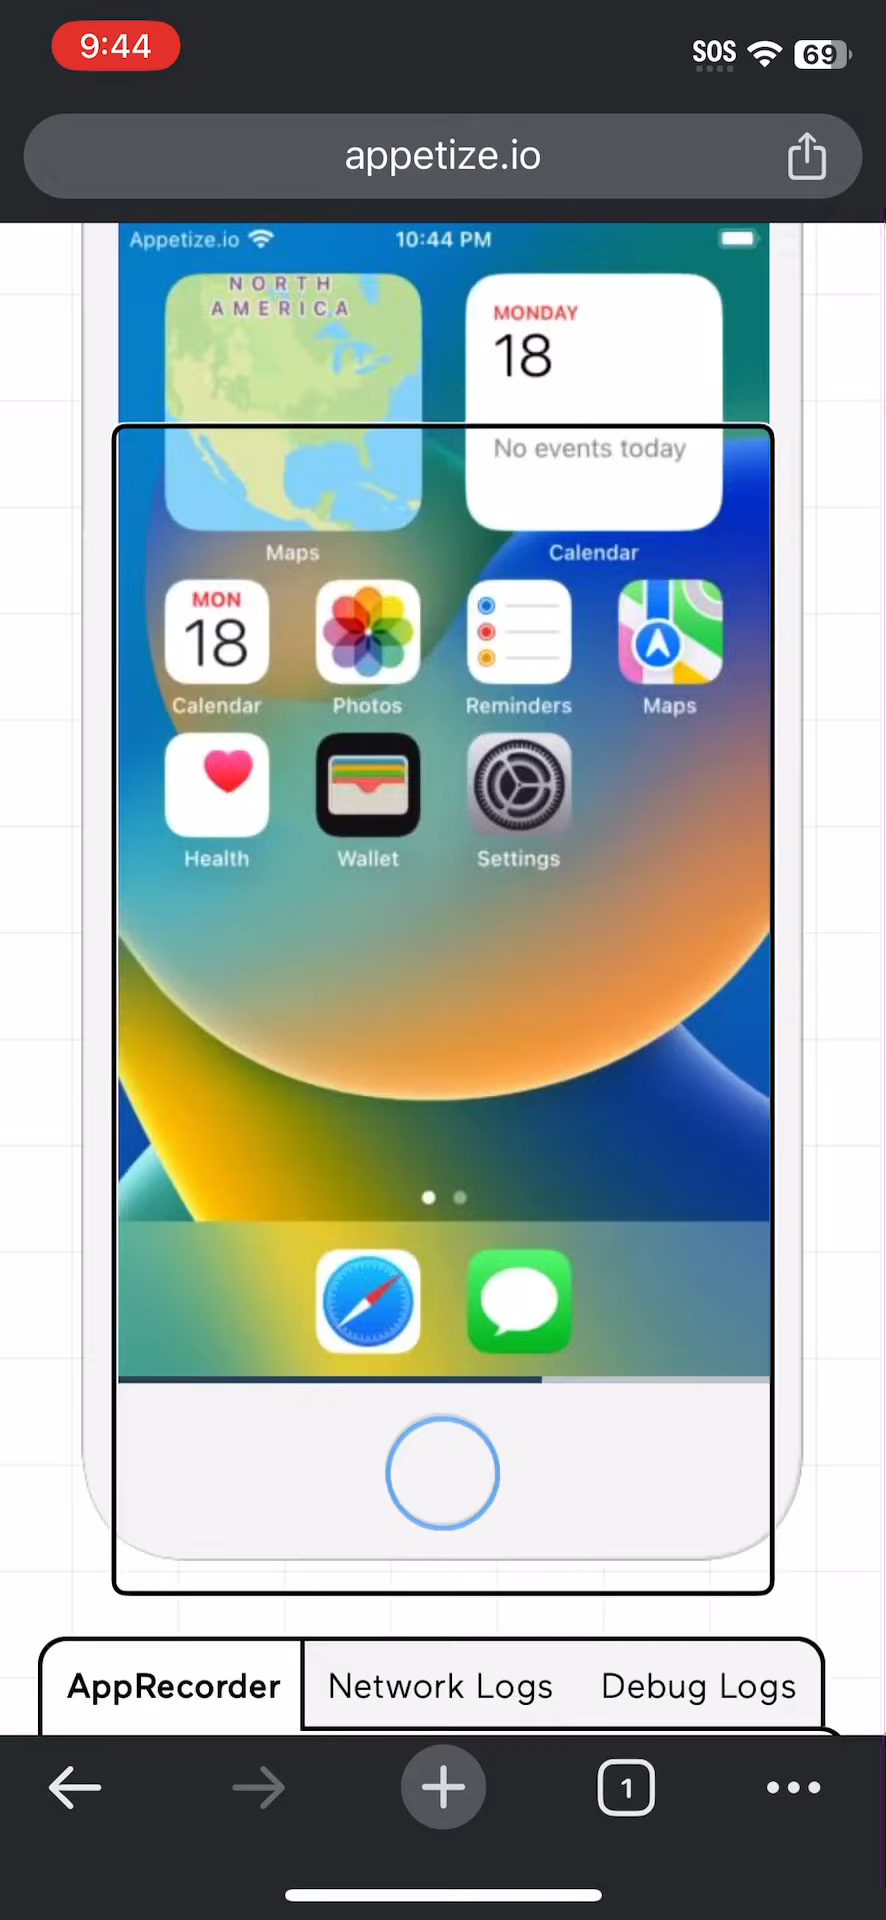 9:44
SOS
69
appetize.io
Appetize.io
10:44 PM
NORTH
AMERICA
MONDAY
18
No events today
Maps
Calendar
MON
18
Calendar
Photos
Reminders
Maps
Health
Wallet
Settings
AppRecorder
Network Logs
Debug Logs
1